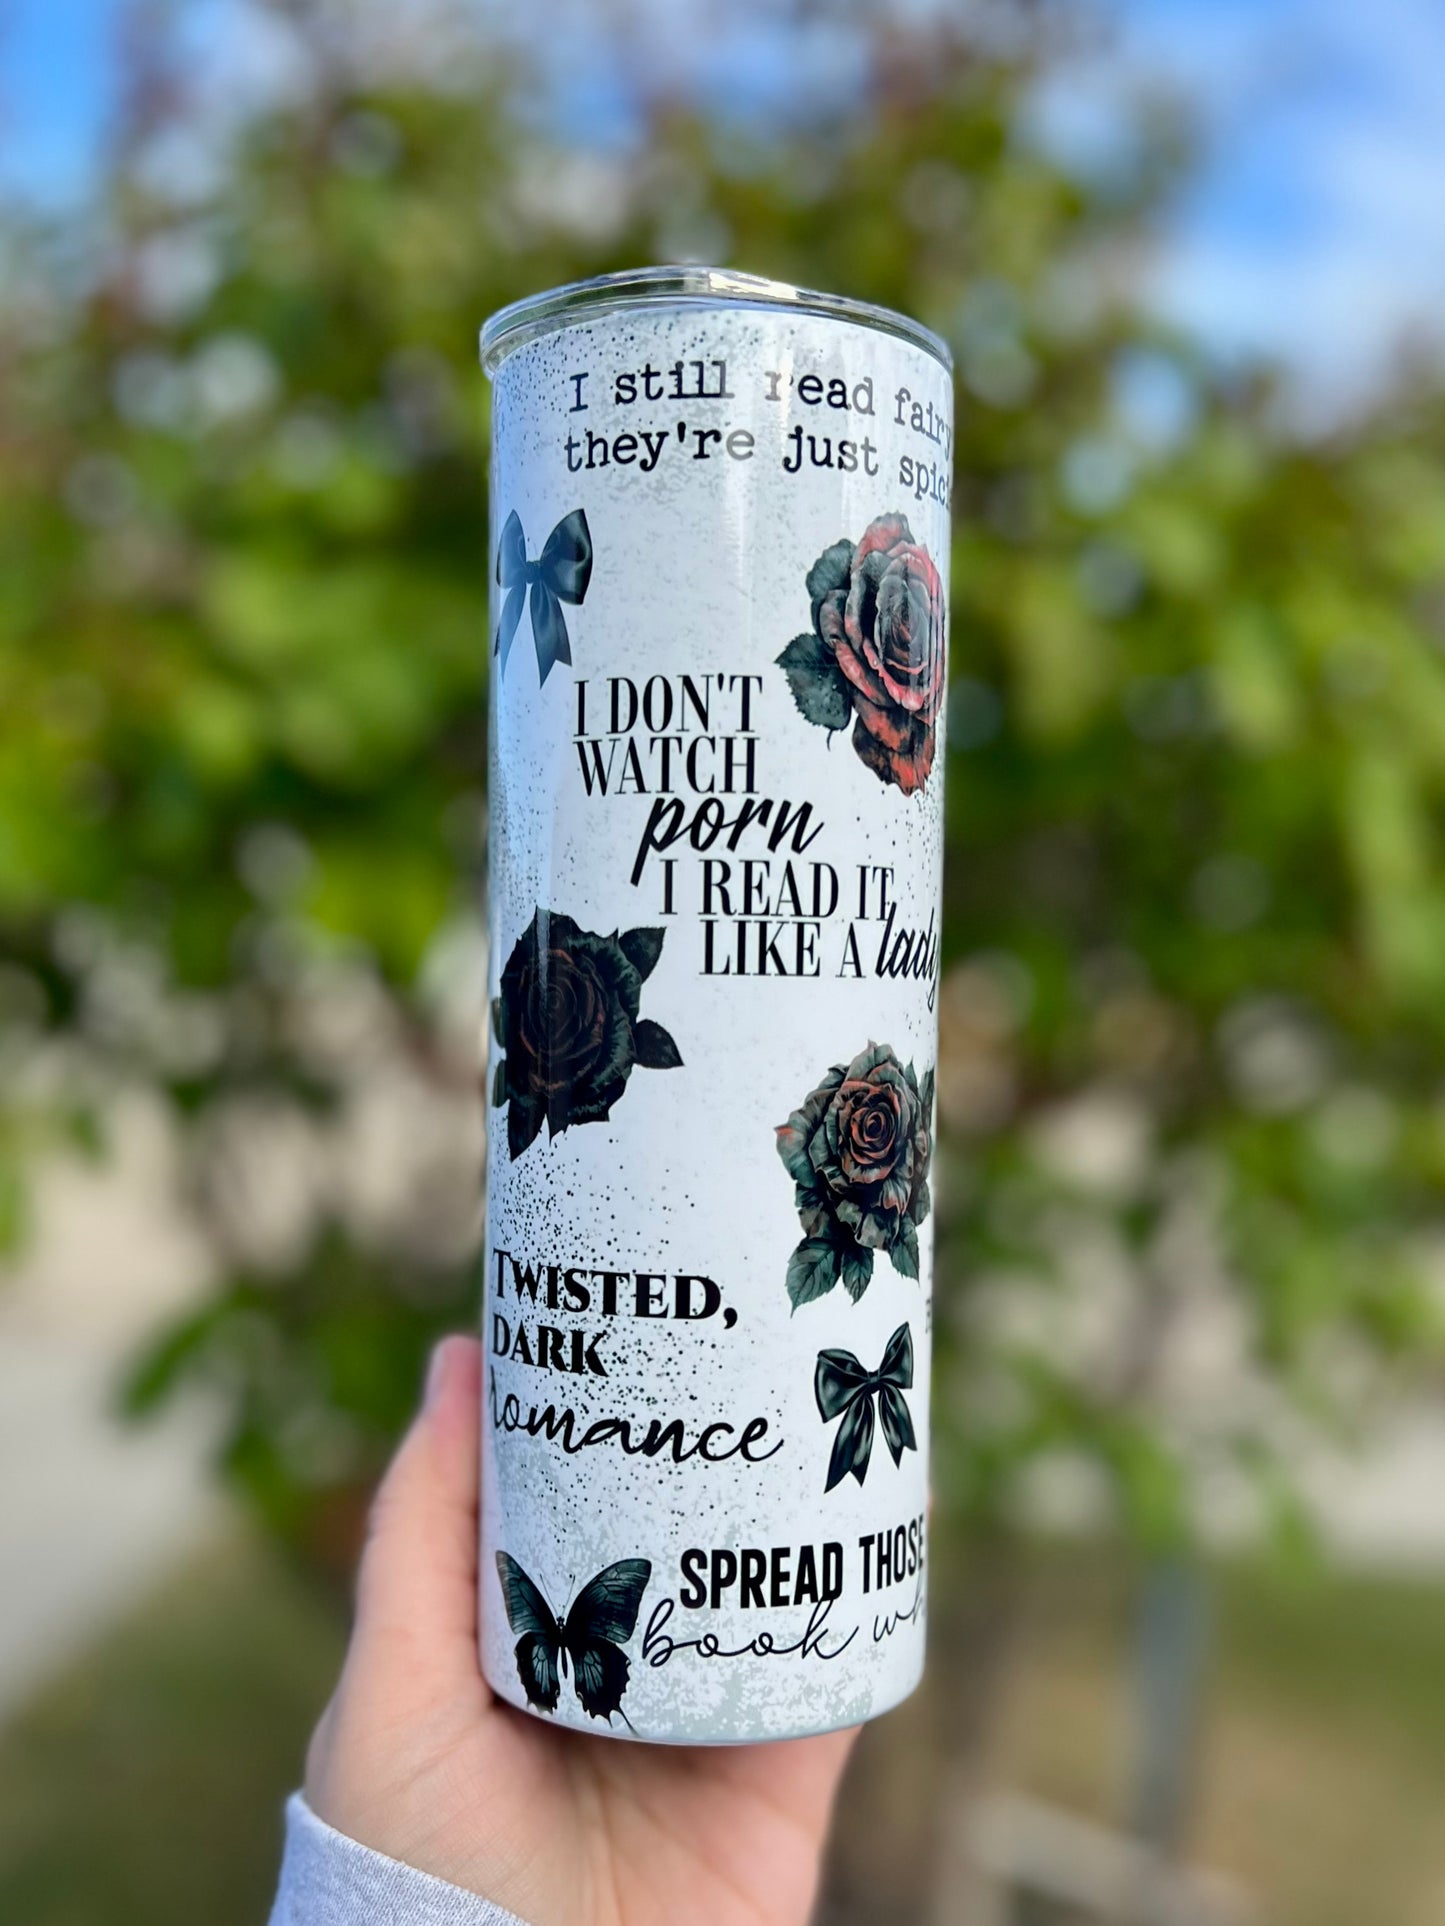 I still read fairy
they're just
I DON'T
WATCH
porn
I READ IT
LIKE A lady
TWISTED,
DARK
romance
SPREAD THOSE
book